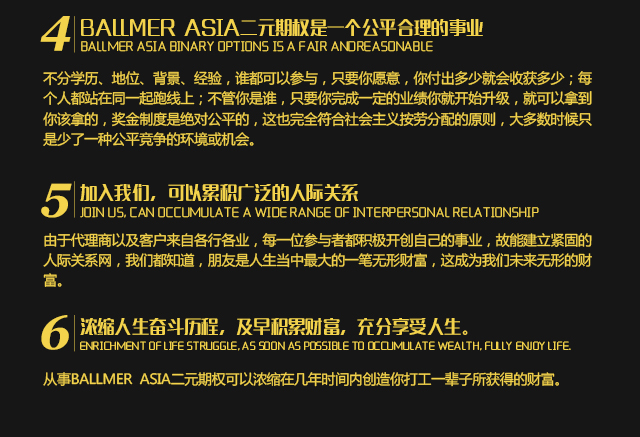 4 BALLMER ASIA二元期权是一个公平合理的事业
BALLMER ASIA BINARY OPTIONS IS A FAIR ANDREASONABLE
不分学历、地位、背景、经验，谁都可以参与，只要你愿意，你付出多少就会收获多少；每
个人都站在同一起跑线上；不管你是谁，只要你完成一定的业绩你就开始升级，就可以拿到
你该拿的，奖金制度是绝对公平的，这也完全符合社会主义按劳分配的原则，大多数时候只
是少了一种公平竞争的环境或机会。
5 加入我们，可以累积广泛的人际关系
JOIN US, CAN OCCUMULATE A WIDE RANGE OF INTERPERSONAL RELATIONSHIP
由于代理商以及客户来自各行各业，每一位参与者都积极开创自己的事业，故能建立紧固的
人际关系网，我们都知道，朋友是人生当中最大的一笔无形财富，这成为我们未来无形的财
富。
6 浓缩人生奋斗历程，及早积累财富，充分享受人生。
ENRICHMENT OF LIFE STRUGGLE, AS SOON AS POSSIBLE TO OCCUMULATE WEALTH, FULLY ENJOY LIFE.
从事BALLMER ASIA二元期权可以浓缩在几年时间内创造你打工一辈子所获得的财富。